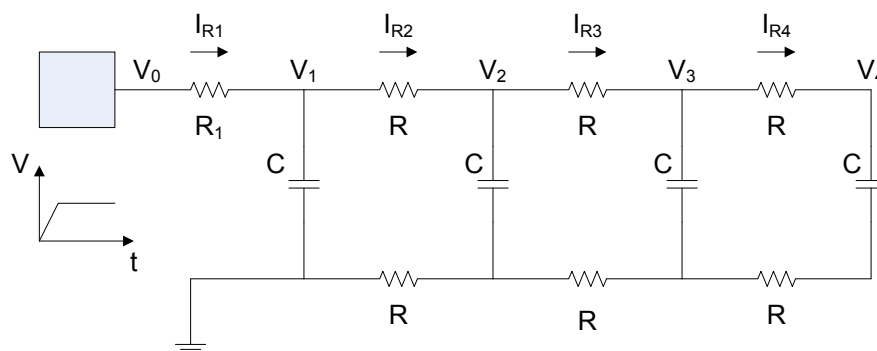 I_R1 I_R2 I_R3 I_R4
V_0 V_1 V_2 V_3
R_1 R R R
C C C C
V
t
R R R